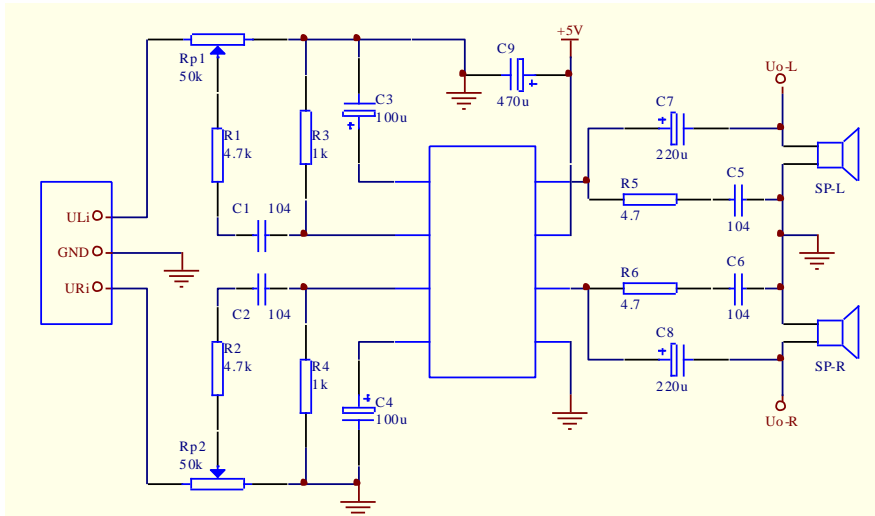 +5V
Rp1
50k
C9
470u
Uo-L
C3
100u
C7
220u
R1
4.7k
R3
1k
SP-L
R5
4.7
C5
104
ULi
C1 104
GND
URi
C2 104
R6
4.7
C6
104
C8
220u
R2
4.7k
R4
1k
SP-R
C4
100u
Uo-R
Rp2
50k